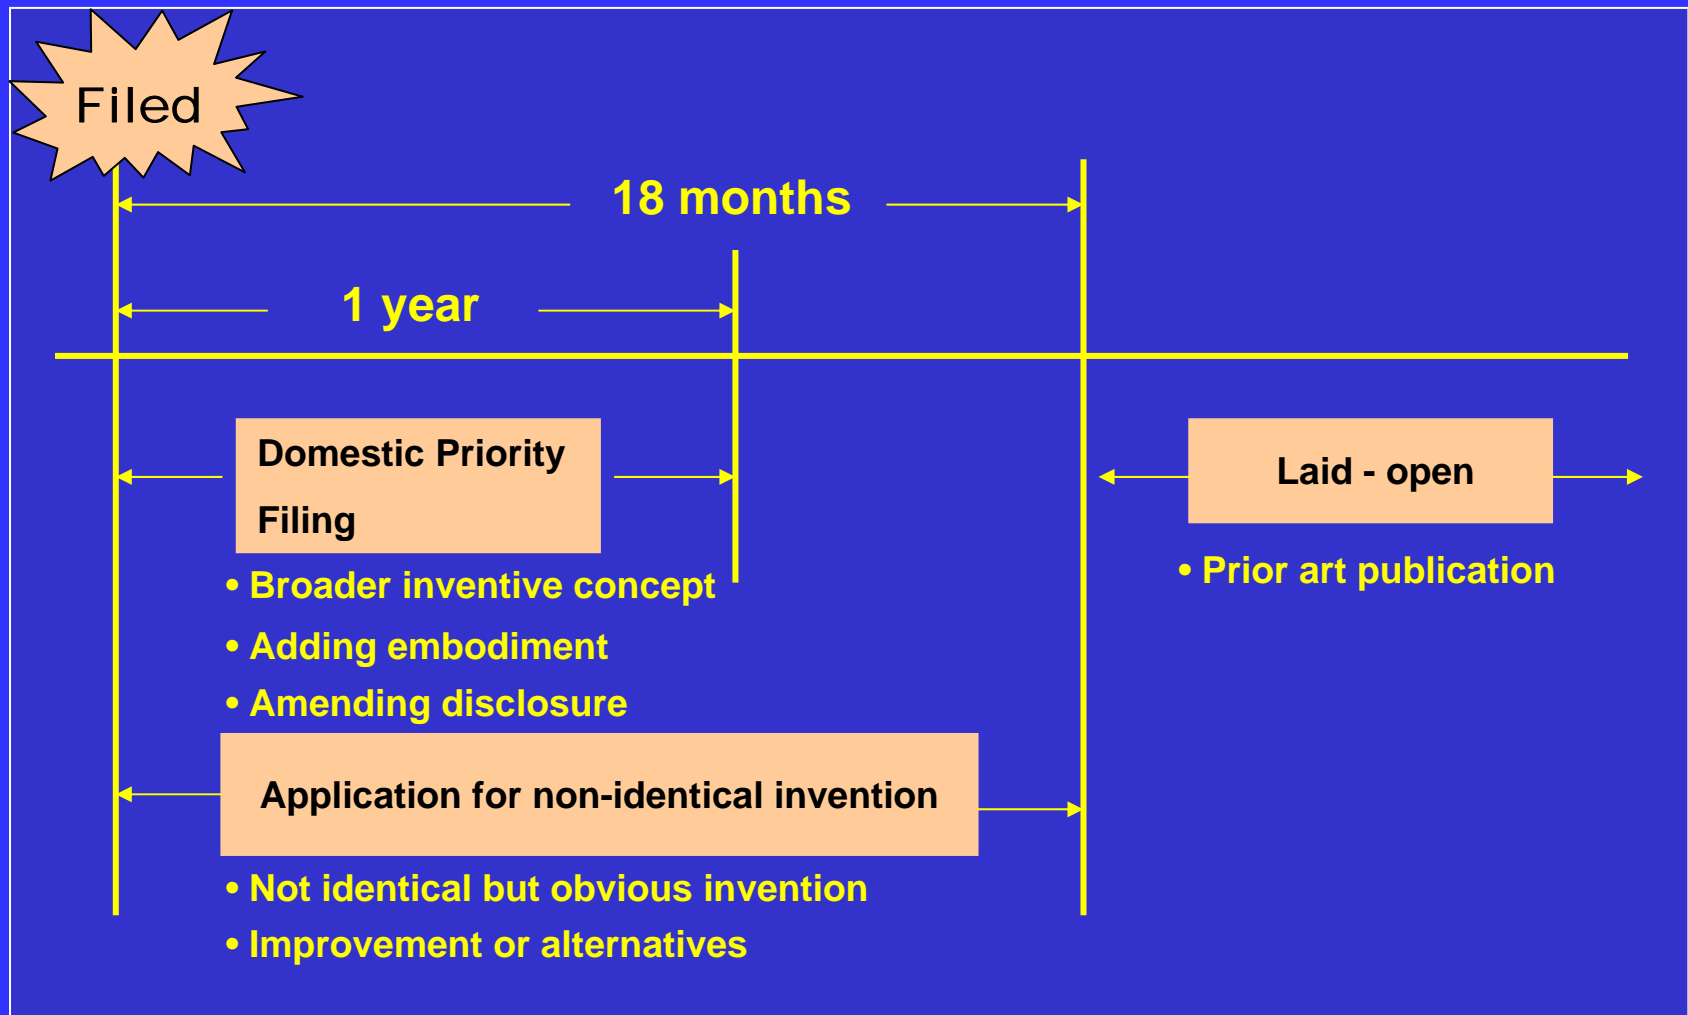 Filed
18 months
1 year
Domestic Priority
Filing
• Broader inventive concept
• Adding embodiment
• Amending disclosure
Laid - open
• Prior art publication
Application for non-identical invention
• Not identical but obvious invention
• Improvement or alternatives